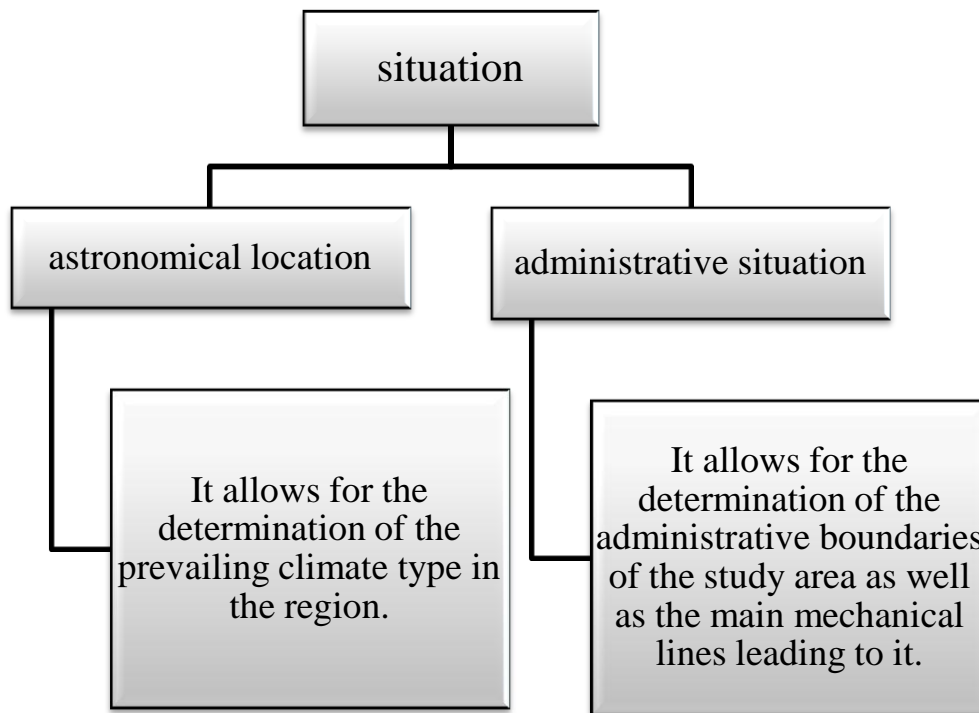 situation
astronomical location
administrative situation
It allows for the
determination of the
prevailing climate type in
the region.
It allows for the
determination of the
administrative boundaries
of the study area as well
as the main mechanical
lines leading to it.